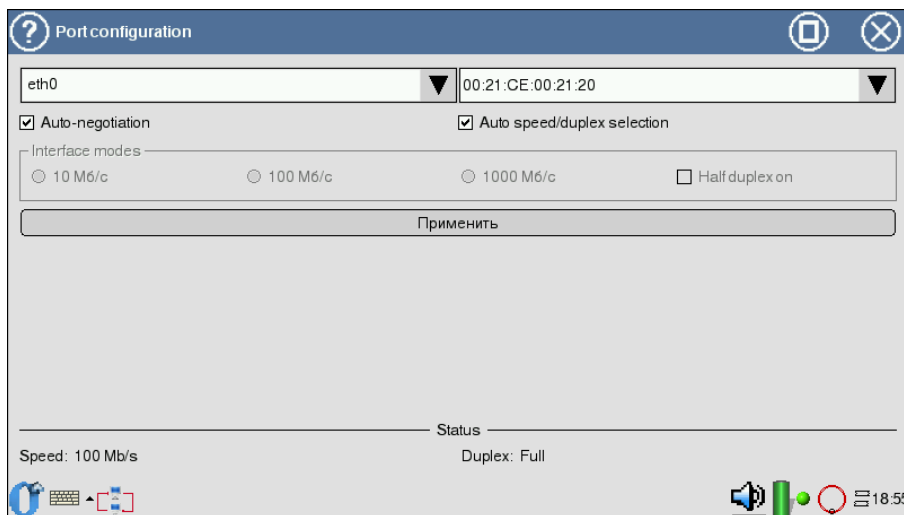 Port configuration
eth0
00:21:CE:00:21:20
Auto-negotiation
Auto speed/duplex selection
Interface modes
10 Мб/с
100 Мб/с
1000 Мб/с
Half duplex on
Применить
Status
Speed: 100 Mb/s
Duplex: Full
18:55